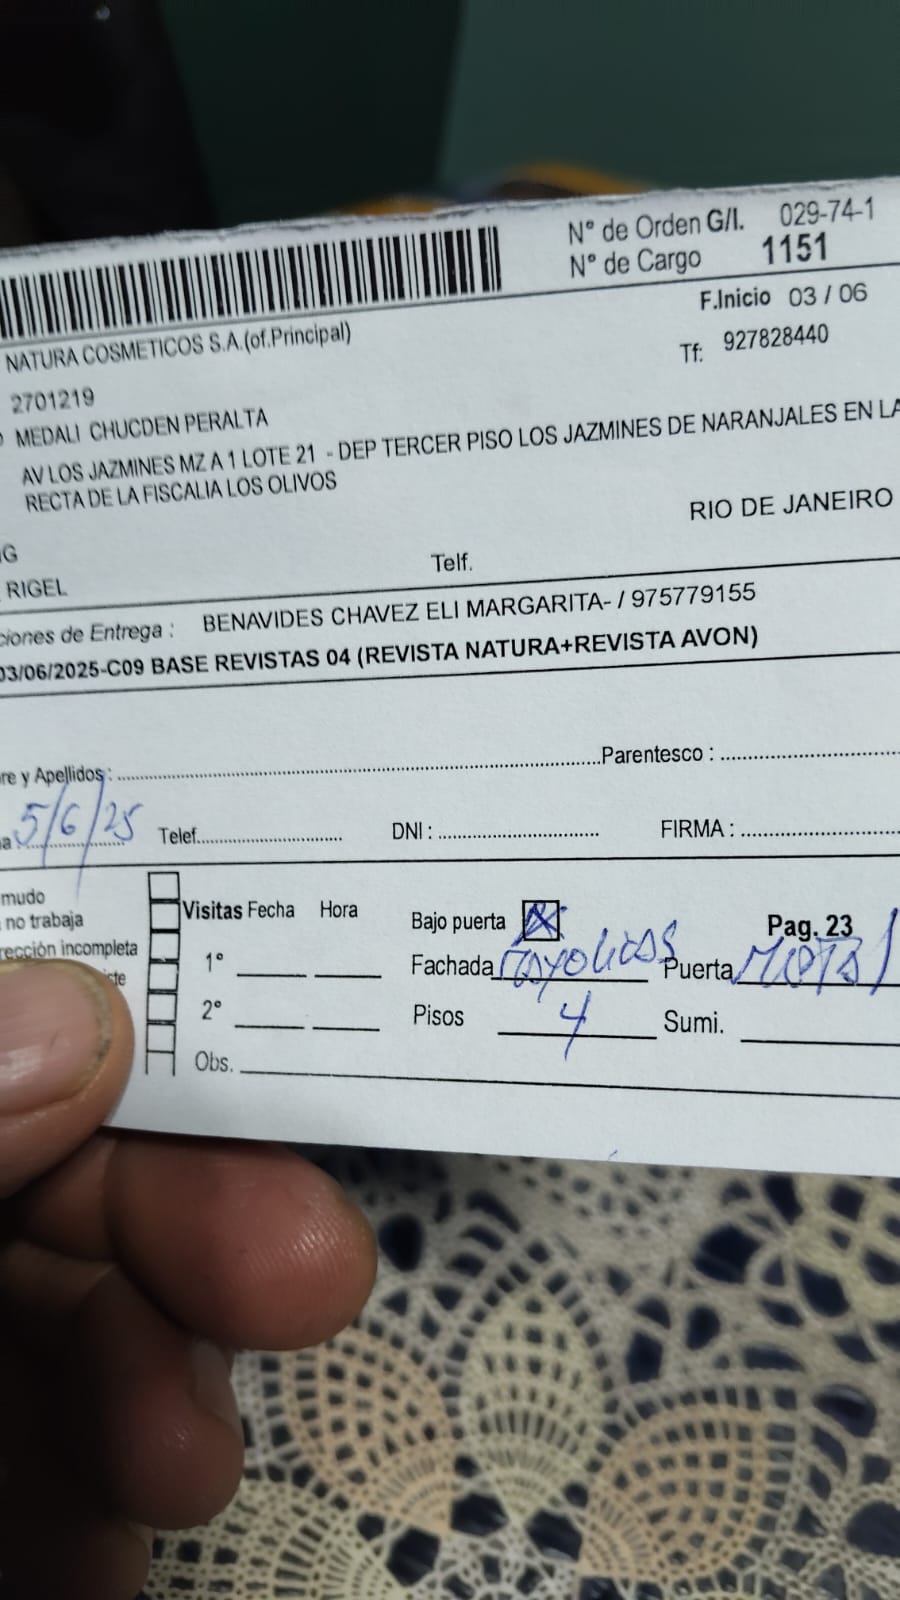 N° de Orden G/I. 029-74-1
N° de Cargo 1151
F.Inicio 03 / 06
NATURA COSMETICOS S.A.(of.Principal)
Tf: 927828440
2701219
MEDALI CHUCDEN PERALTA
AV LOS JAZMINES MZ A 1 LOTE 21 - DEP TERCER PISO LOS JAZMINES DE NARANJALES EN LA
RECTA DE LA FISCALIA LOS OLIVOS
RIO DE JANEIRO
G
Telf.
RIGEL
ciones de Entrega : BENAVIDES CHAVEZ ELI MARGARITA- / 975779155
03/06/2025-C09 BASE REVISTAS 04 (REVISTA NATURA+REVISTA AVON)
re y Apellidos : Parentesco :
a 5/6/25 Telef. DNI : FIRMA :
mudo
Visitas Fecha Hora Bajo puerta Pag. 23
no trabaja
rección incompleta 1° Fachada Mayolicas Puerta Metal
ste
2° Pisos 4 Sumi.
Obs.